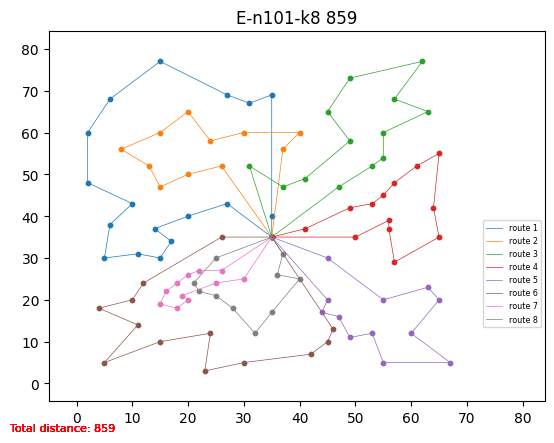 E-n101-k8 859
80
70
60
50
40
30
20
10
0
0 10 20 30 40 50 60 70 80
route 1
route 2
route 3
route 4
route 5
route 6
route 7
route 8
Total distance: 859